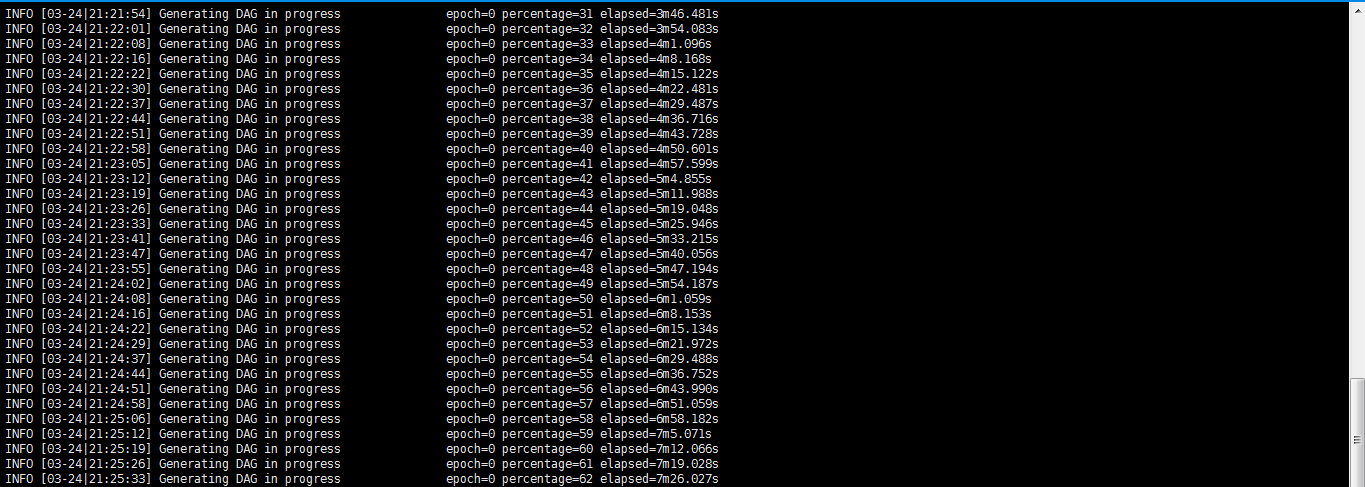 INFO [03-24|21:21:54] Generating DAG in progress epoch=0 percentage=31 elapsed=3m46.481s
INFO [03-24|21:22:01] Generating DAG in progress epoch=0 percentage=32 elapsed=3m54.083s
INFO [03-24|21:22:08] Generating DAG in progress epoch=0 percentage=33 elapsed=4m1.096s
INFO [03-24|21:22:16] Generating DAG in progress epoch=0 percentage=34 elapsed=4m8.168s
INFO [03-24|21:22:22] Generating DAG in progress epoch=0 percentage=35 elapsed=4m15.122s
INFO [03-24|21:22:30] Generating DAG in progress epoch=0 percentage=36 elapsed=4m22.481s
INFO [03-24|21:22:37] Generating DAG in progress epoch=0 percentage=37 elapsed=4m29.487s
INFO [03-24|21:22:44] Generating DAG in progress epoch=0 percentage=38 elapsed=4m36.716s
INFO [03-24|21:22:51] Generating DAG in progress epoch=0 percentage=39 elapsed=4m43.728s
INFO [03-24|21:22:58] Generating DAG in progress epoch=0 percentage=40 elapsed=4m50.601s
INFO [03-24|21:23:05] Generating DAG in progress epoch=0 percentage=41 elapsed=4m57.599s
INFO [03-24|21:23:12] Generating DAG in progress epoch=0 percentage=42 elapsed=5m4.855s
INFO [03-24|21:23:19] Generating DAG in progress epoch=0 percentage=43 elapsed=5m11.988s
INFO [03-24|21:23:26] Generating DAG in progress epoch=0 percentage=44 elapsed=5m19.048s
INFO [03-24|21:23:33] Generating DAG in progress epoch=0 percentage=45 elapsed=5m25.946s
INFO [03-24|21:23:41] Generating DAG in progress epoch=0 percentage=46 elapsed=5m33.215s
INFO [03-24|21:23:47] Generating DAG in progress epoch=0 percentage=47 elapsed=5m40.056s
INFO [03-24|21:23:55] Generating DAG in progress epoch=0 percentage=48 elapsed=5m47.194s
INFO [03-24|21:24:02] Generating DAG in progress epoch=0 percentage=49 elapsed=5m54.187s
INFO [03-24|21:24:08] Generating DAG in progress epoch=0 percentage=50 elapsed=6m1.059s
INFO [03-24|21:24:16] Generating DAG in progress epoch=0 percentage=51 elapsed=6m8.153s
INFO [03-24|21:24:22] Generating DAG in progress epoch=0 percentage=52 elapsed=6m15.134s
INFO [03-24|21:24:29] Generating DAG in progress epoch=0 percentage=53 elapsed=6m21.972s
INFO [03-24|21:24:37] Generating DAG in progress epoch=0 percentage=54 elapsed=6m29.488s
INFO [03-24|21:24:44] Generating DAG in progress epoch=0 percentage=55 elapsed=6m36.752s
INFO [03-24|21:24:51] Generating DAG in progress epoch=0 percentage=56 elapsed=6m43.990s
INFO [03-24|21:24:58] Generating DAG in progress epoch=0 percentage=57 elapsed=6m51.059s
INFO [03-24|21:25:06] Generating DAG in progress epoch=0 percentage=58 elapsed=6m58.182s
INFO [03-24|21:25:12] Generating DAG in progress epoch=0 percentage=59 elapsed=7m5.071s
INFO [03-24|21:25:19] Generating DAG in progress epoch=0 percentage=60 elapsed=7m12.066s
INFO [03-24|21:25:26] Generating DAG in progress epoch=0 percentage=61 elapsed=7m19.028s
INFO [03-24|21:25:33] Generating DAG in progress epoch=0 percentage=62 elapsed=7m26.027s